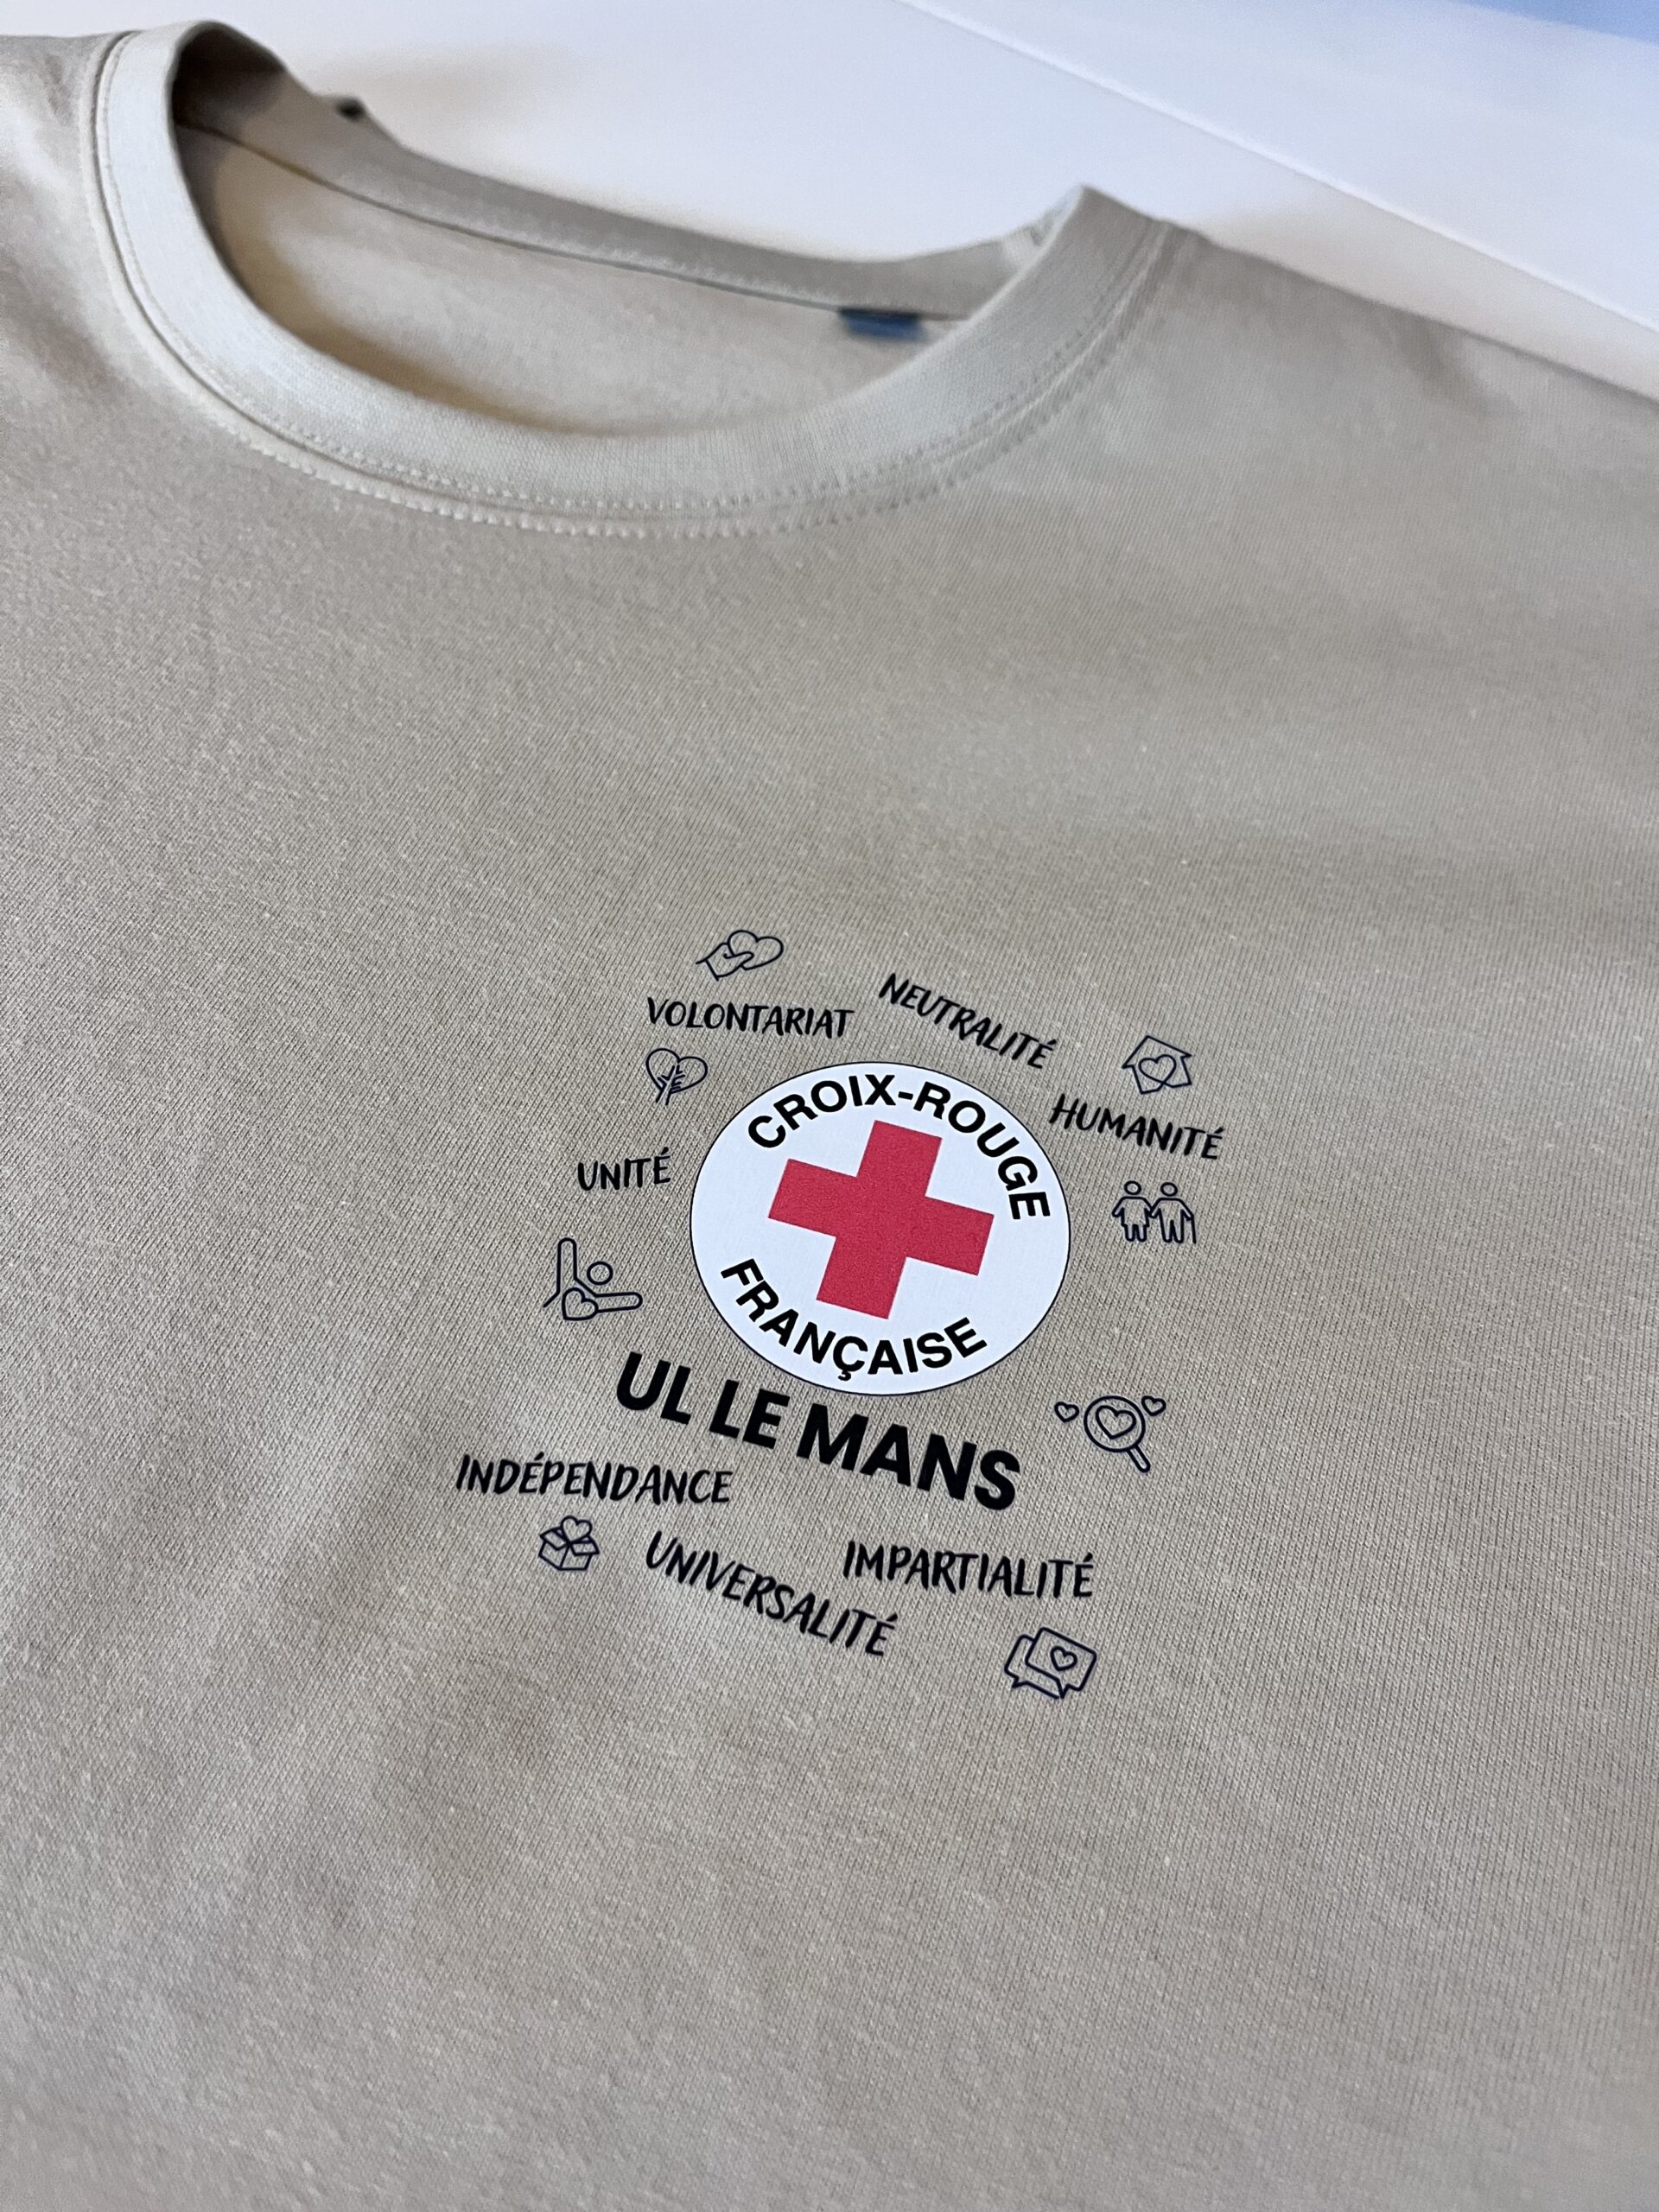 VOLONTARIAT
NEUTRALITÉ
HUMANITÉ
UNITÉ
CROIX-ROUGE
FRANÇAISE
UL LE MANS
INDÉPENDANCE
UNIVERSALITÉ
IMPARTIALITÉ